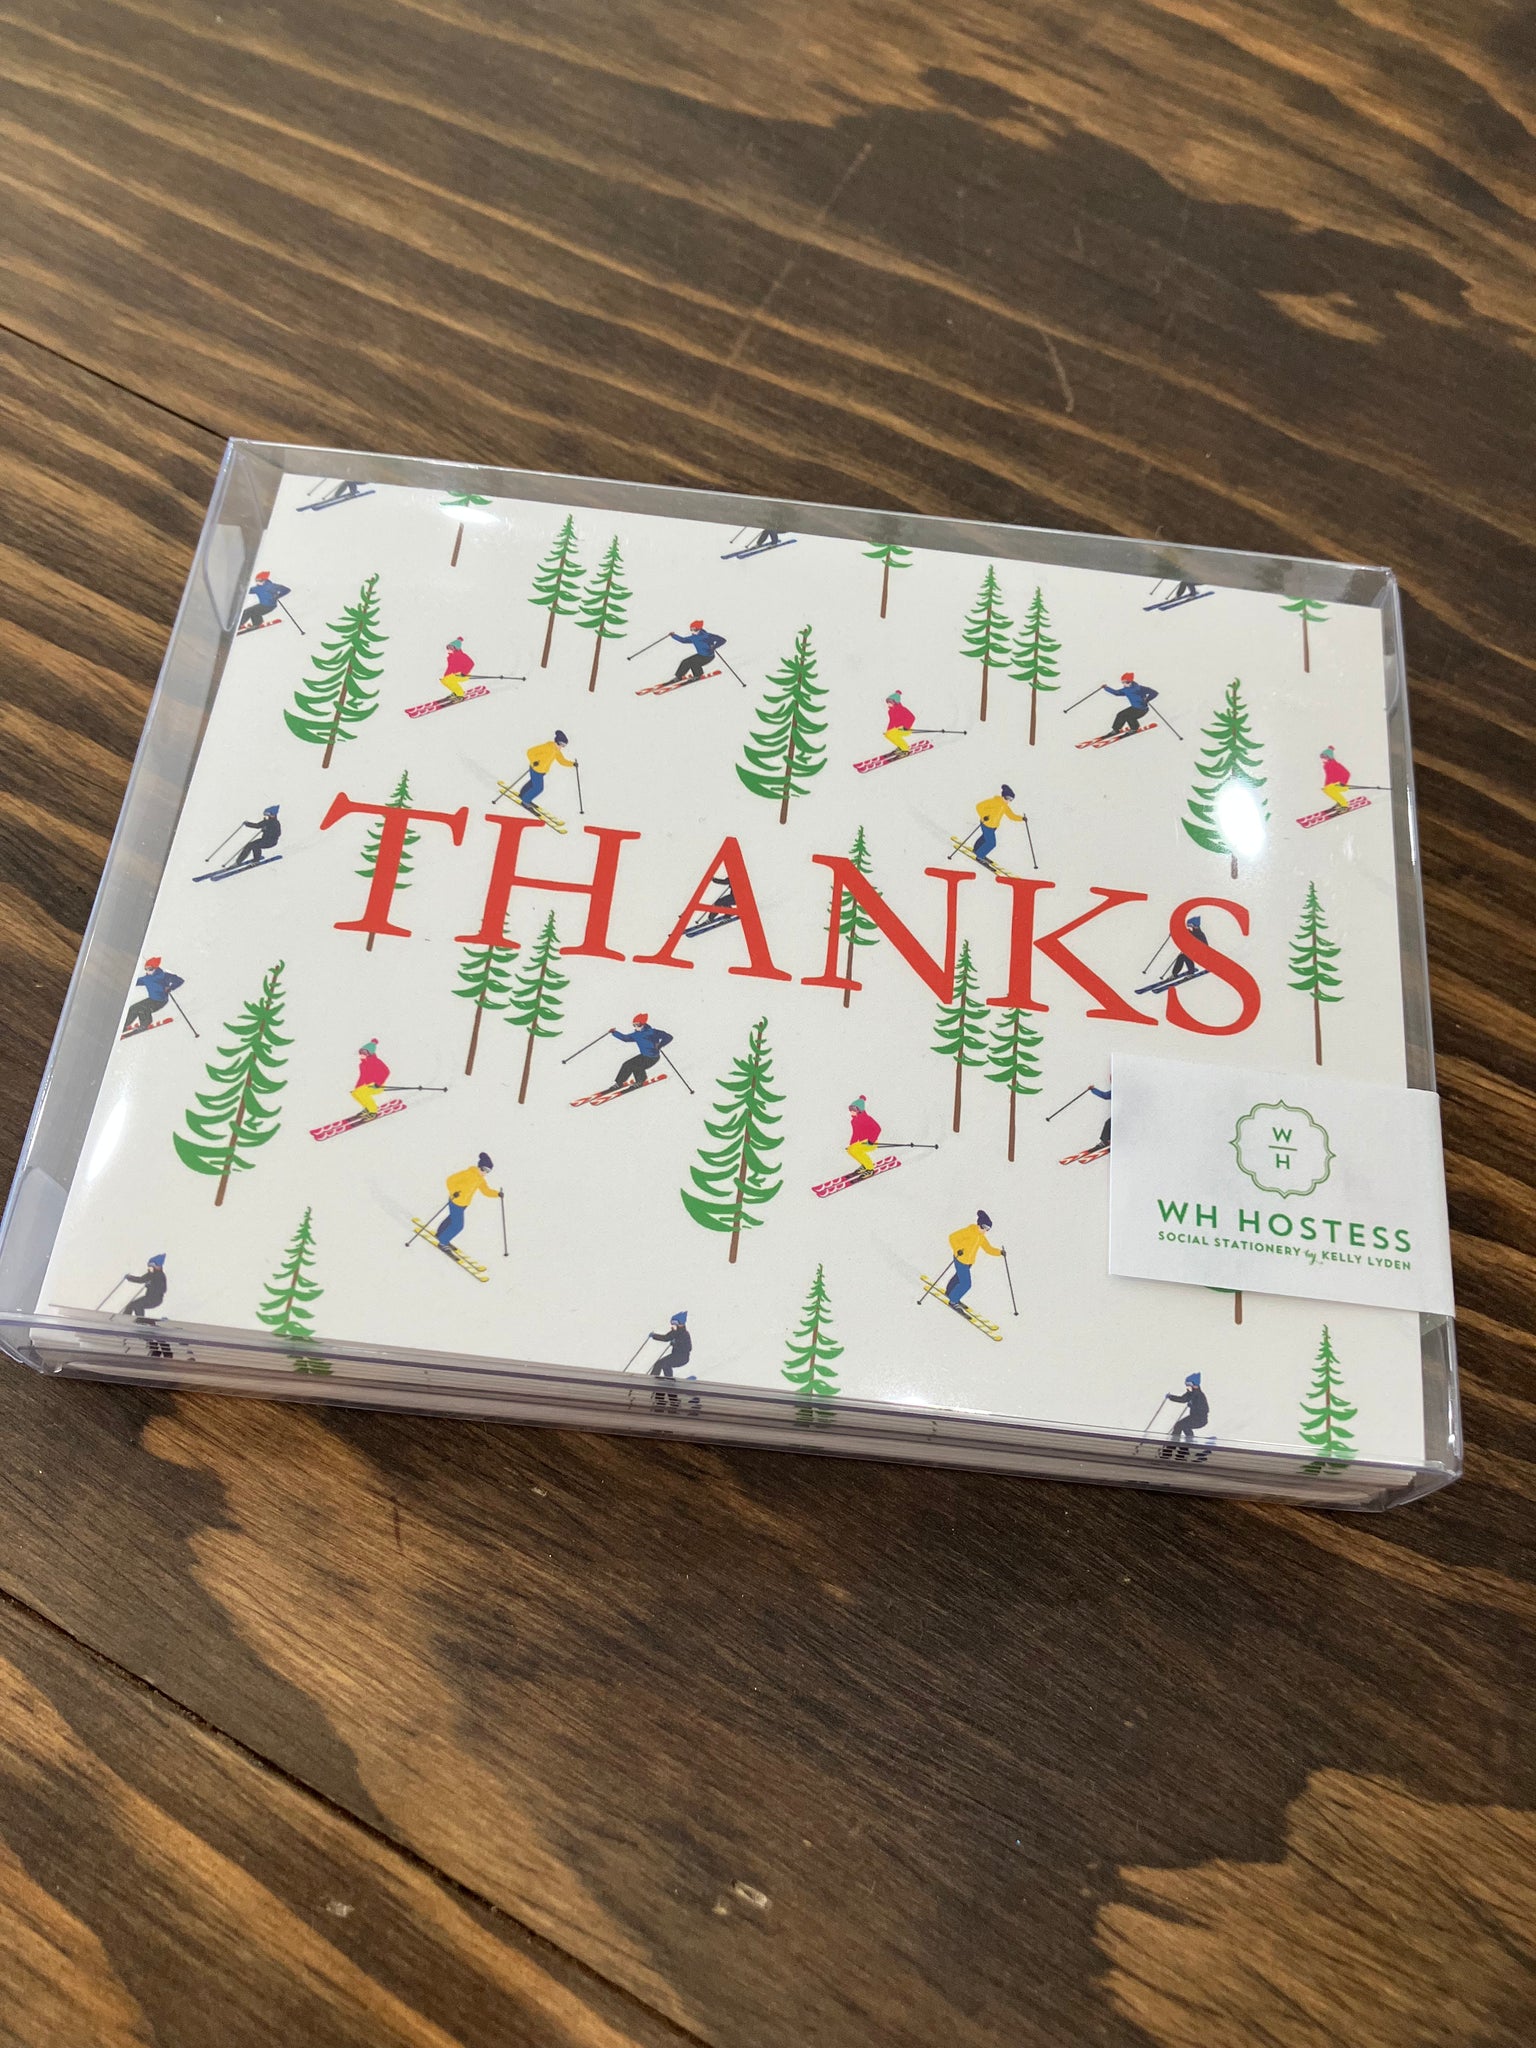 THANKS
W
H
WH HOSTESS
SOCIAL STATIONERY by KELLY LYDEN